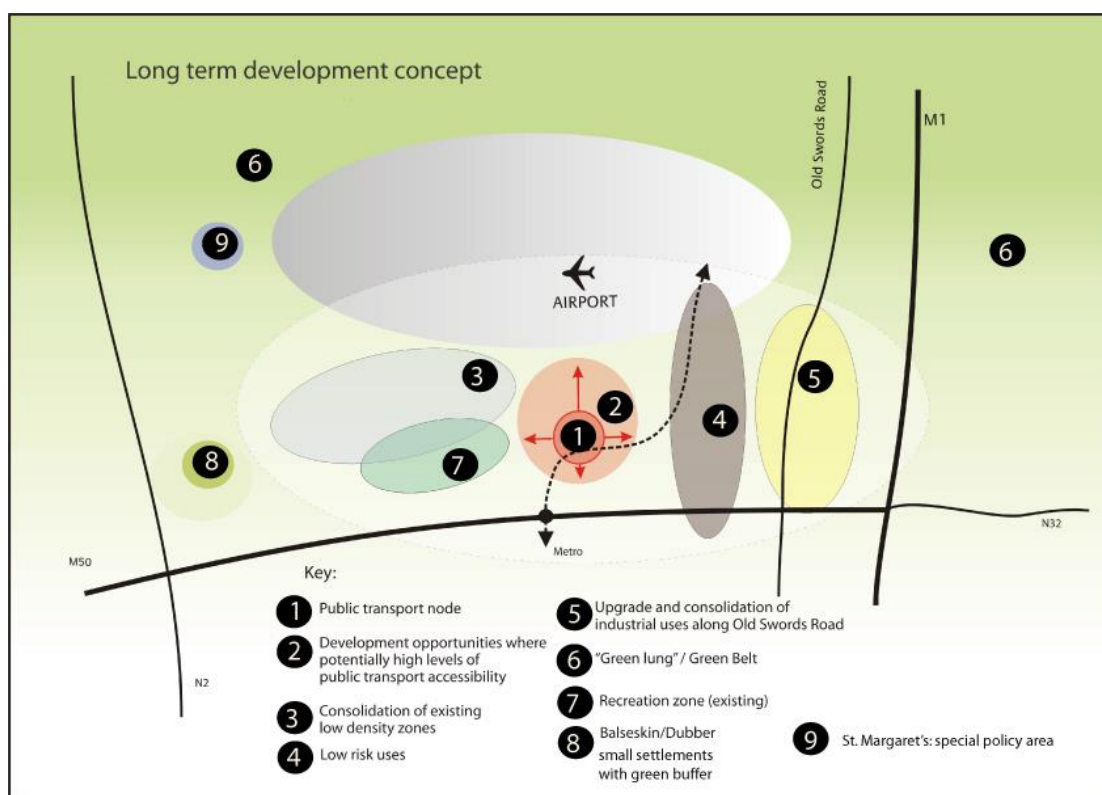 Long term development concept
Old Swords Road
M1
6
6
9
AIRPORT
3
5
2
4
1
7
8
N32
Metro
M50
N2
Key:
1 Public transport node
2 Development opportunities where
potentially high levels of
public transport accessibility
3 Consolidation of existing
low density zones
4 Low risk uses
5 Upgrade and consolidation of
industrial uses along Old Swords Road
6 "Green lung" / Green Belt
7 Recreation zone (existing)
8 Balseskin/Dubber
small settlements
with green buffer
9 St. Margaret's: special policy area